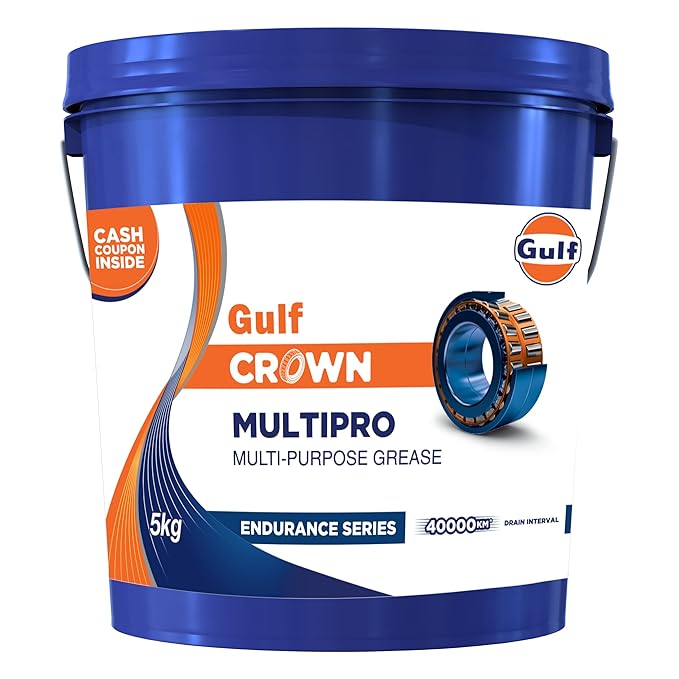 CASH
COUPON
INSIDE
Gulf
Gulf
CROWN
MULTIPRO
MULTI-PURPOSE GREASE
5kg
ENDURANCE SERIES
40000KM*
DRAIN INTERVAL